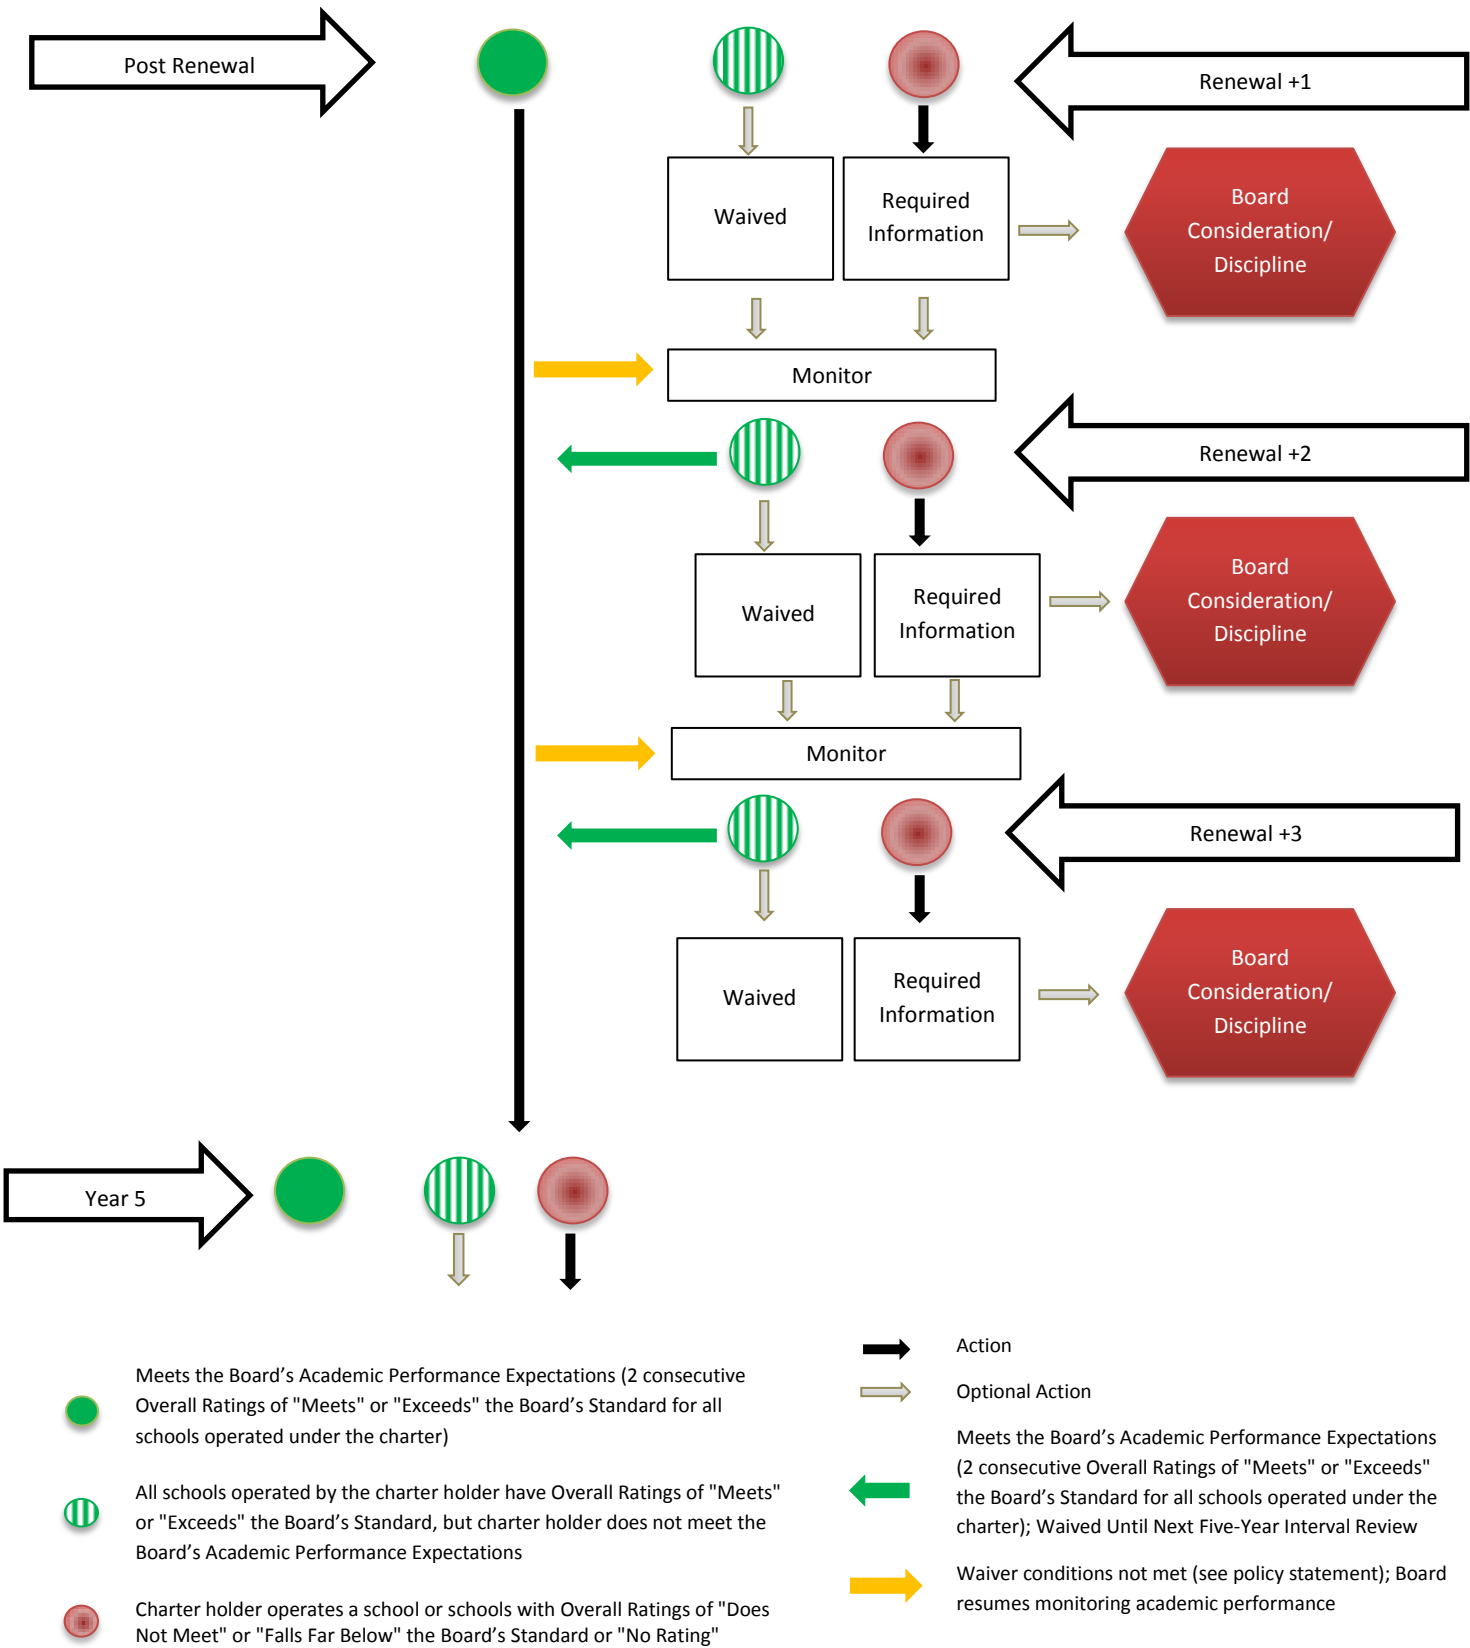 Post Renewal
Renewal +1
Waived
Required
Information
Board
Consideration/
Discipline
Monitor
Renewal +2
Waived
Required
Information
Board
Consideration/
Discipline
Monitor
Renewal +3
Waived
Required
Information
Board
Consideration/
Discipline
Year 5
Meets the Board’s Academic Performance Expectations (2 consecutive
Overall Ratings of "Meets" or "Exceeds" the Board’s Standard for all
schools operated under the charter)
All schools operated by the charter holder have Overall Ratings of "Meets"
or "Exceeds" the Board’s Standard, but charter holder does not meet the
Board’s Academic Performance Expectations
Charter holder operates a school or schools with Overall Ratings of "Does
Not Meet" or "Falls Far Below" the Board’s Standard or "No Rating"
Action
Optional Action
Meets the Board’s Academic Performance Expectations
(2 consecutive Overall Ratings of "Meets" or "Exceeds"
the Board’s Standard for all schools operated under the
charter); Waived Until Next Five-Year Interval Review
Waiver conditions not met (see policy statement); Board
resumes monitoring academic performance